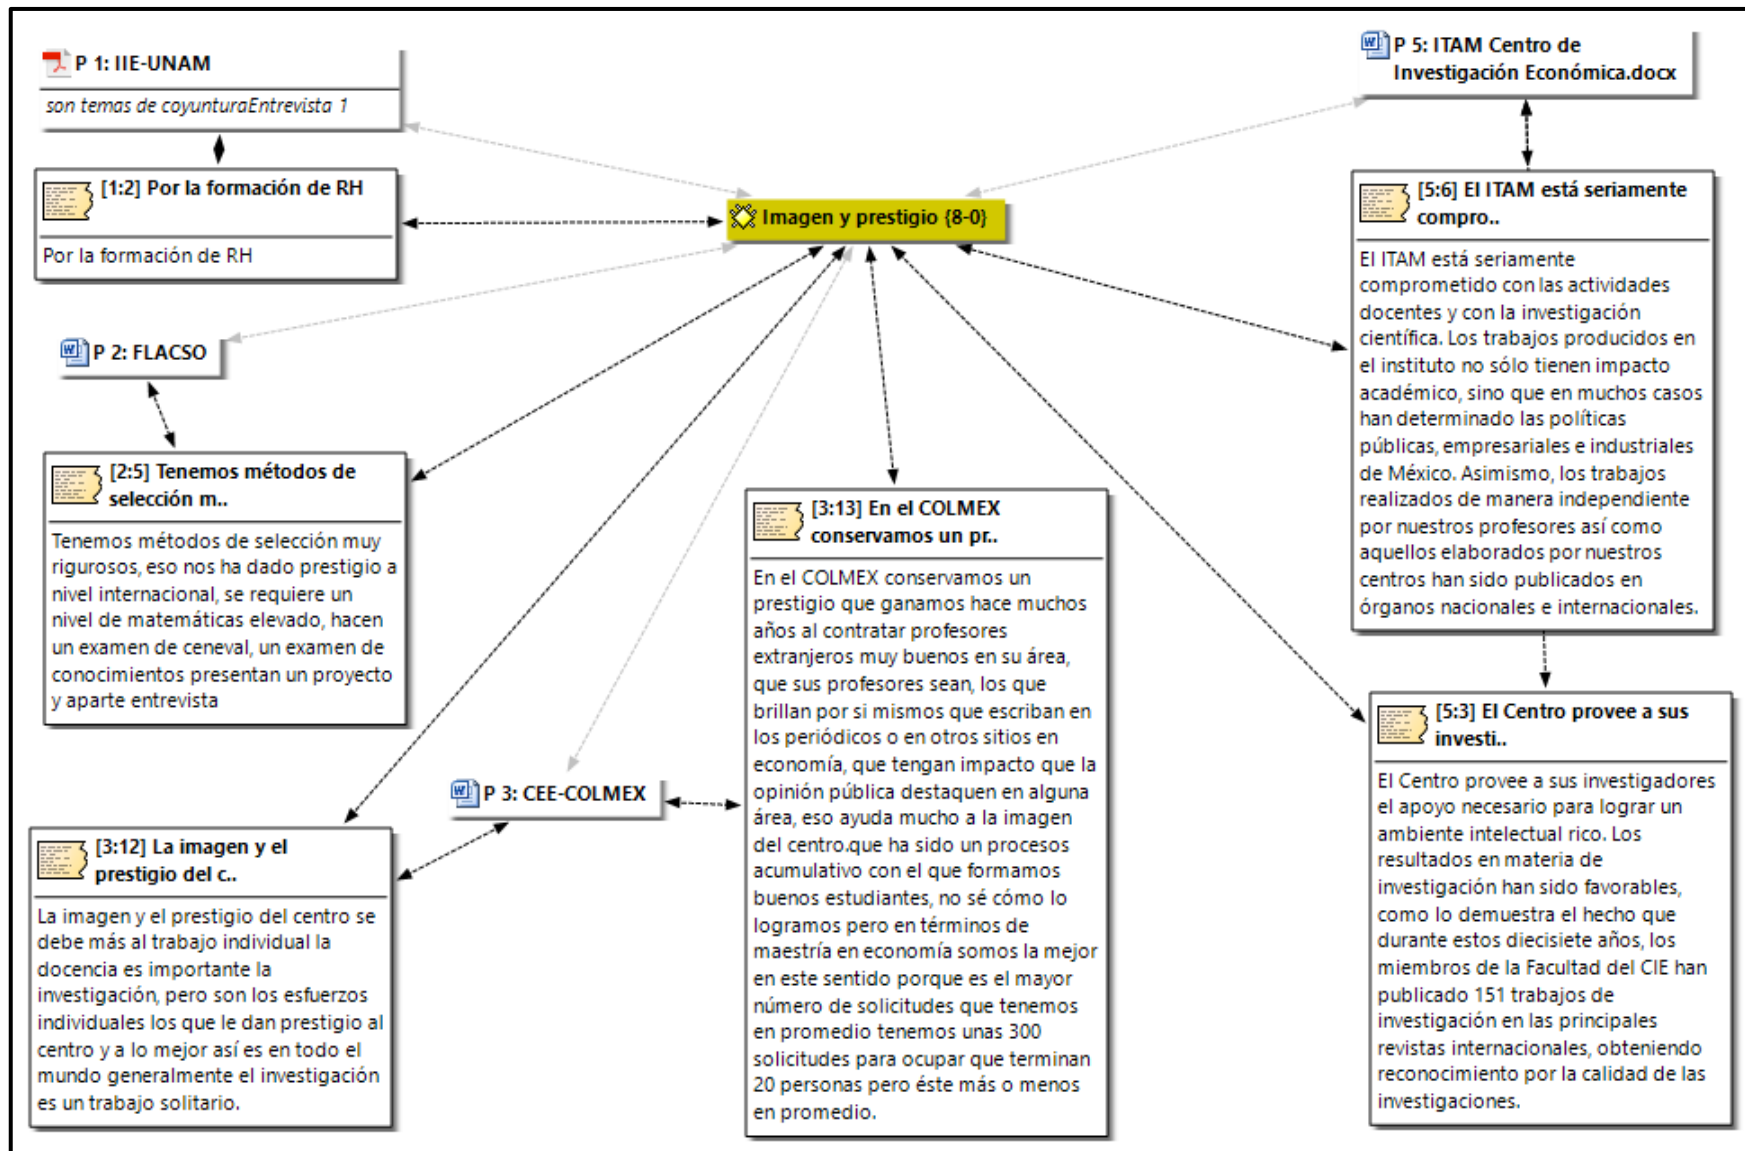 P 1: IIE-UNAM
son temas de coyunturaEntrevista 1
[1:2] Por la formación de RH
Por la formación de RH
P 2: FLACSO
[2:5] Tenemos métodos de
selección m..
Tenemos métodos de selección muy
rigurosos, eso nos ha dado prestigio a
nivel internacional, se requiere un
nivel de matemáticas elevado, hacen
un examen de ceneval, un examen de
conocimientos presentan un proyecto
y aparte entrevista
[3:12] La imagen y el
prestigio del c..
La imagen y el prestigio del centro se
debe más al trabajo individual la
docencia es importante la
investigación, pero son los esfuerzos
individuales los que le dan prestigio al
centro y a lo mejor así es en todo el
mundo generalmente el investigación
es un trabajo solitario.
P 3: CEE-COLMEX
Imagen y prestigio {8-0}
[3:13] En el COLMEX
conservamos un pr..
En el COLMEX conservamos un
prestigio que ganamos hace muchos
años al contratar profesores
extranjeros muy buenos en su área,
que sus profesores sean, los que
brillan por si mismos que escriban en
los periódicos o en otros sitios en
economía, que tengan impacto que la
opinión pública destaquen en alguna
área, eso ayuda mucho a la imagen
del centro.que ha sido un procesos
acumulativo con el que formamos
buenos estudiantes, no sé cómo lo
logramos pero en términos de
maestría en economía somos la mejor
en este sentido porque es el mayor
número de solicitudes que tenemos
en promedio tenemos unas 300
solicitudes para ocupar que terminan
20 personas pero éste más o menos
en promedio.
P 5: ITAM Centro de
Investigación Económica.docx
[5:6] El ITAM está seriamente
compro..
El ITAM está seriamente
comprometido con las actividades
docentes y con la investigación
científica. Los trabajos producidos en
el instituto no sólo tienen impacto
académico, sino que en muchos casos
han determinado las políticas
públicas, empresariales e industriales
de México. Asimismo, los trabajos
realizados de manera independiente
por nuestros profesores así como
aquellos elaborados por nuestros
centros han sido publicados en
órganos nacionales e internacionales.
[5:3] El Centro provee a sus
investi..
El Centro provee a sus investigadores
el apoyo necesario para lograr un
ambiente intelectual rico. Los
resultados en materia de
investigación han sido favorables,
como lo demuestra el hecho que
durante estos diecisiete años, los
miembros de la Facultad del CIE han
publicado 151 trabajos de
investigación en las principales
revistas internacionales, obteniendo
reconocimiento por la calidad de las
investigaciones.